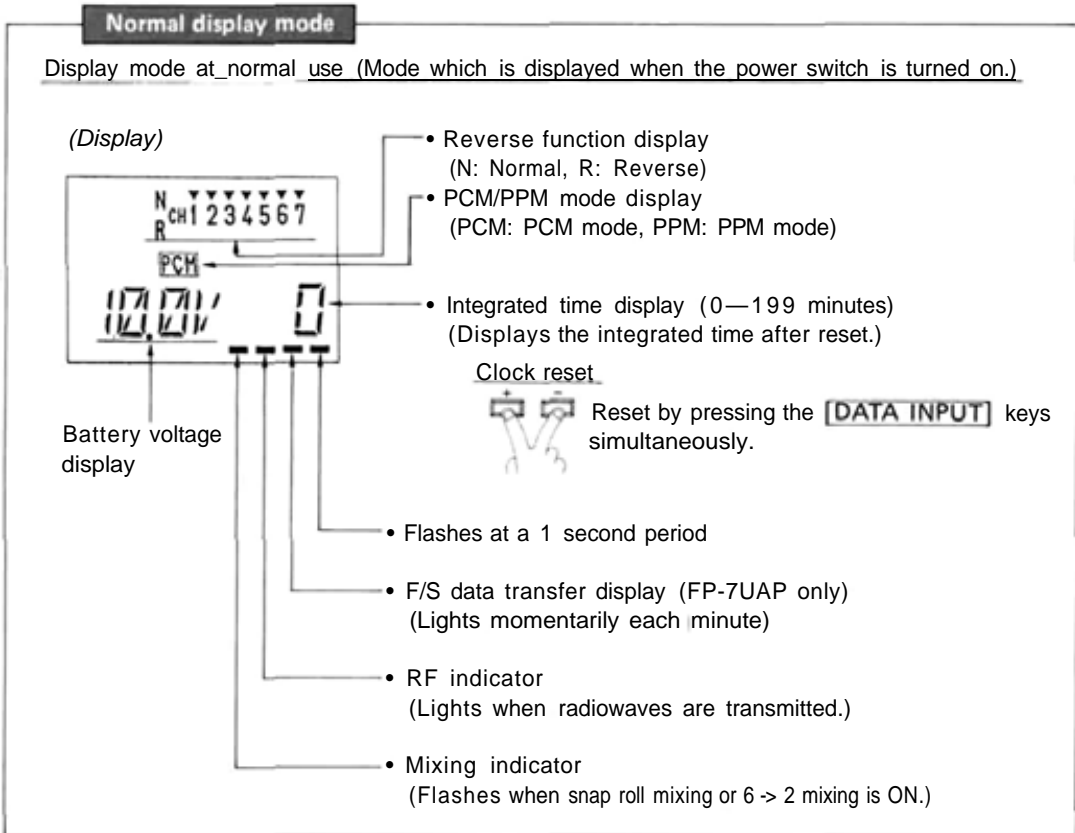 Normal display mode
Display mode at_normal use (Mode which is displayed when the power switch is turned on.)
(Display)
• Reverse function display
(N: Normal, R: Reverse)
• PCM/PPM mode display
(PCM: PCM mode, PPM: PPM mode)
N
CH 1 2 3 4 5 6 7
R
PCM
10.0V 0
• Integrated time display (0—199 minutes)
(Displays the integrated time after reset.)
Clock reset
+ −
Reset by pressing the [DATA INPUT] keys
simultaneously.
Battery voltage
display
• Flashes at a 1 second period
• F/S data transfer display (FP-7UAP only)
(Lights momentarily each minute)
• RF indicator
(Lights when radiowaves are transmitted.)
• Mixing indicator
(Flashes when snap roll mixing or 6 -> 2 mixing is ON.)